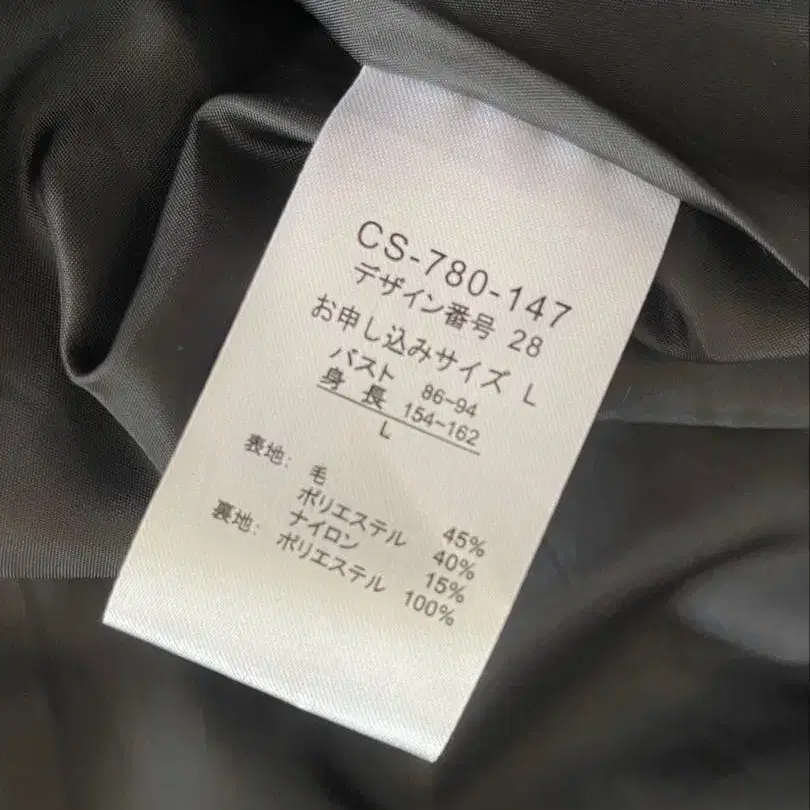 CS-780-147
デザイン番号 28
お申し込みサイズ L
バスト 86-94
身長 154-162
L
表地: 毛 45%
ポリエステル 40%
ナイロン 15%
裏地: ポリエステル 100%